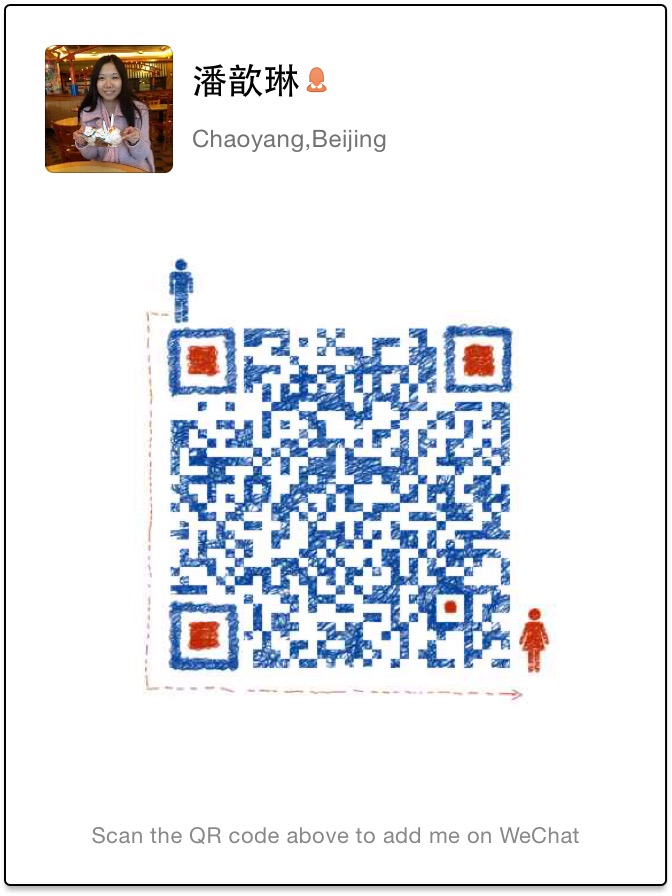 潘歆琳
Chaoyang,Beijing
Scan the QR code above to add me on WeChat